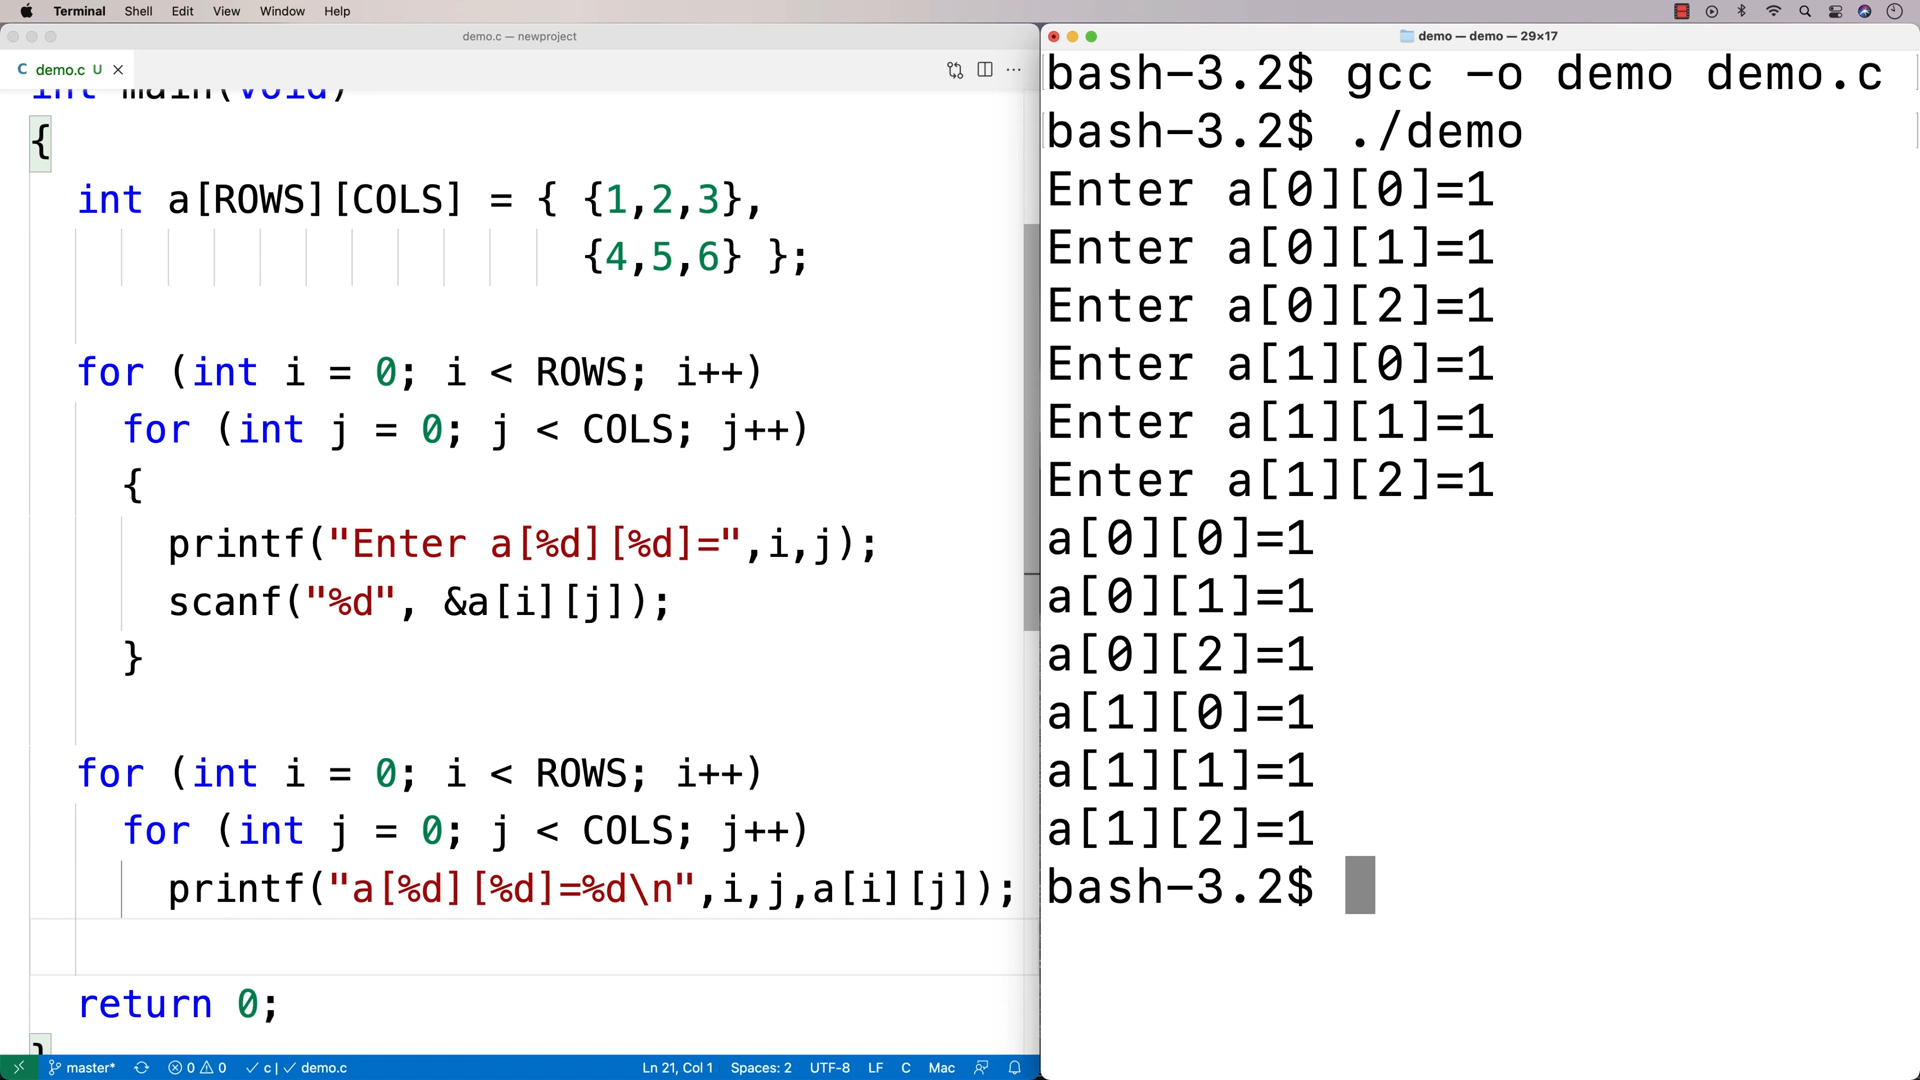 Terminal Shell Edit View Window Help
demo.c — newproject
C demo.c U
int main(void)
{
int a[ROWS][COLS] = { {1,2,3},
{4,5,6} };
for (int i = 0; i < ROWS; i++)
for (int j = 0; j < COLS; j++)
{
printf("Enter a[%d][%d]=",i,j);
scanf("%d", &a[i][j]);
}
for (int i = 0; i < ROWS; i++)
for (int j = 0; j < COLS; j++)
printf("a[%d][%d]=%d\n",i,j,a[i][j]);
return 0;
}
master* 0 0 c | demo.c Ln 21, Col 1 Spaces: 2 UTF-8 LF C Mac
demo — demo — 29×17
bash-3.2$ gcc -o demo demo.c
bash-3.2$ ./demo
Enter a[0][0]=1
Enter a[0][1]=1
Enter a[0][2]=1
Enter a[1][0]=1
Enter a[1][1]=1
Enter a[1][2]=1
a[0][0]=1
a[0][1]=1
a[0][2]=1
a[1][0]=1
a[1][1]=1
a[1][2]=1
bash-3.2$